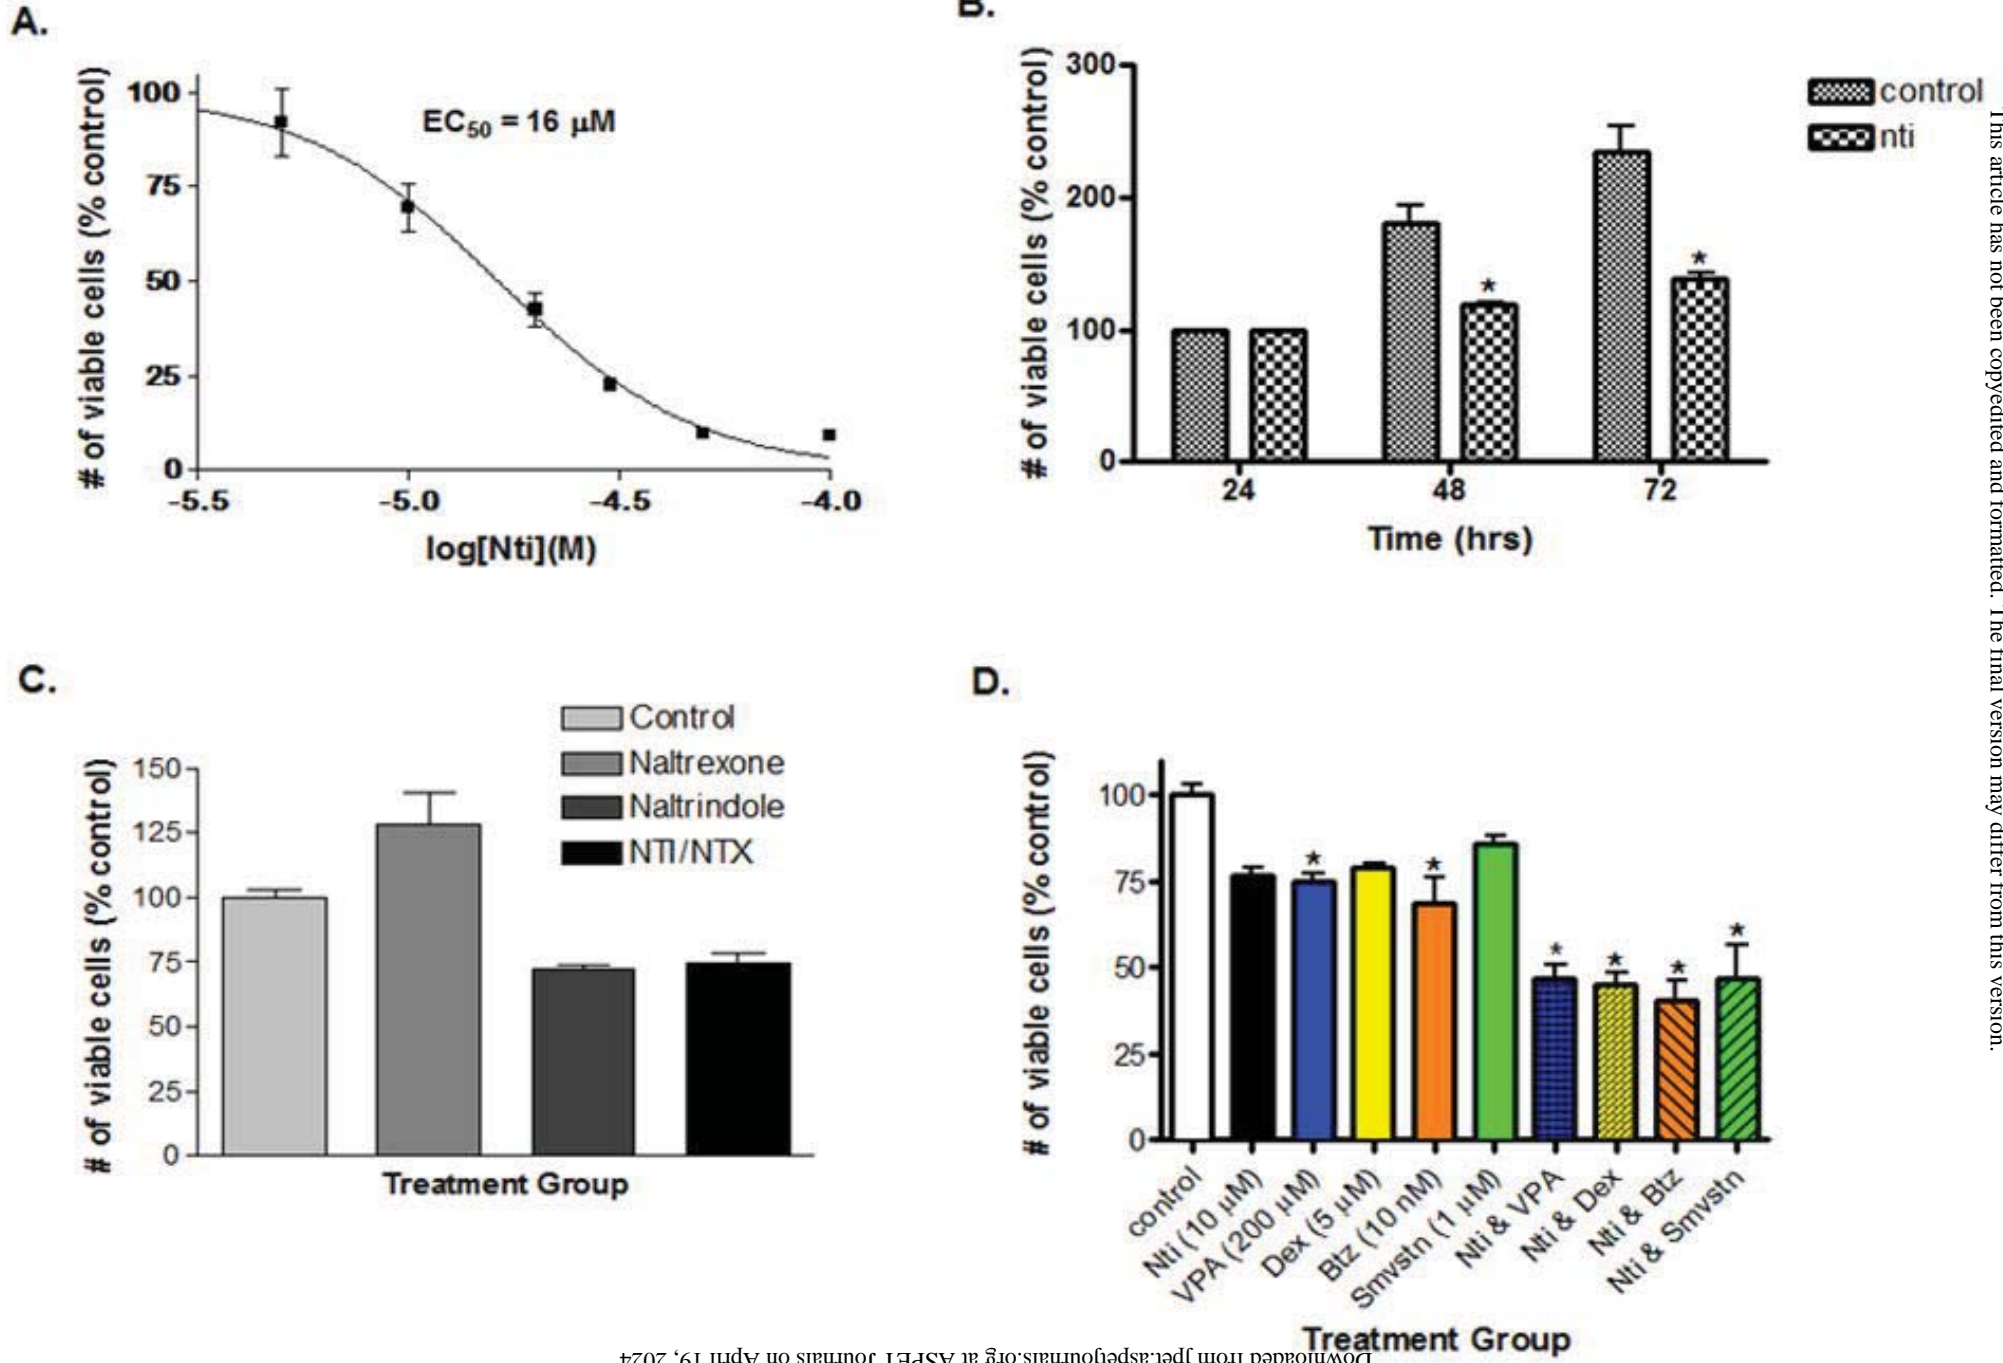 A.
# of viable cells (% control)
100
75
50
25
0
EC50 = 16 μM
-5.5
-5.0
-4.5
-4.0
log[Nti](M)
B.
# of viable cells (% control)
300
200
100
0
*
*
24
48
72
Time (hrs)
control
nti
C.
# of viable cells (% control)
150
125
100
75
50
25
0
Control
Naltrexone
Naltrindole
NTI/NTX
Treatment Group
D.
# of viable cells (% control)
100
75
50
25
0
*
*
*
*
*
*
control
Nti (10 μM)
VPA (200 μM)
Dex (5 μM)
Btz (10 nM)
Smvstn (1 μM)
Nti & VPA
Nti & Dex
Nti & Btz
Nti & Smvstn
Treatment Group
This article has not been copyedited and formatted. The final version may differ from this version.
Downloaded from jpet.aspetjournals.org at ASPET Journals on April 19, 2024